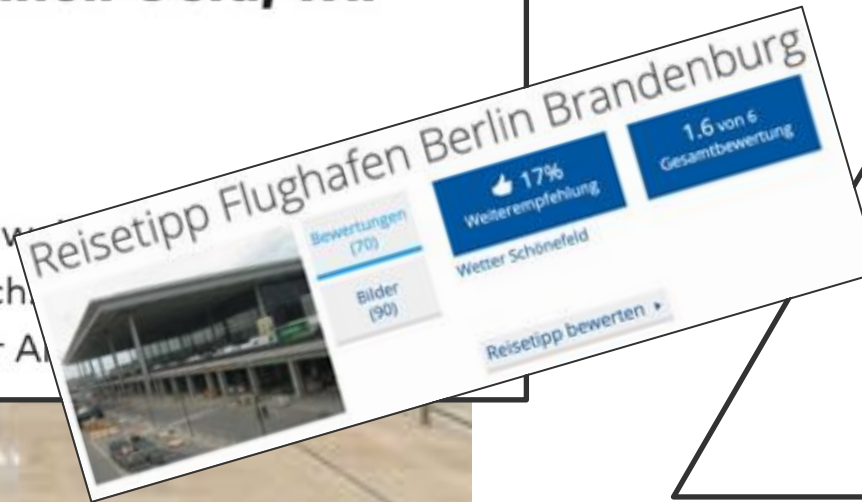 Reisetipp Flughafen Berlin Brandenburg
Bewertungen
(70)
Bilder
(90)
17%
Weiterempfehlung
1.6 von 6
Gesamtbewertung
Wetter Schönefeld
Reisetipp bewerten